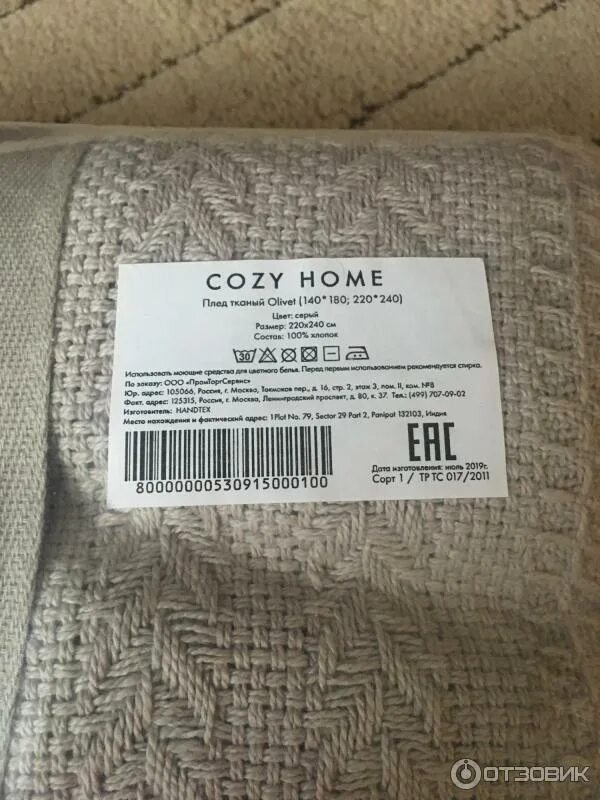 COZY HOME
Плед тканый Olivet (140*180; 220*240)
Цвет: серый
Размер: 220x240 см
Состав: 100% хлопок
30
Использовать моющие средства для цветного белья. Перед первым использованием рекомендуется стирка.
По заказу: ООО «ПромТоргСервис»
Юр. адрес: 105066, Россия, г. Москва, Токмаков пер., д. 16, стр. 2, этаж 3, пом. II, ком. №8
Факт. адрес: 125315, Россия, г. Москва, Ленинградский проспект, д. 80, к. 37. Тел.: (499) 707-09-02
Изготовитель: HANDTEX
Место нахождения и фактический адрес: 1Plot No. 79, Sector 29 Part 2, Panipat 132103, Индия
80000000530915000100
EAC
Дата изготовления: июль 2019г.
Сорт 1 / ТР ТС 017/2011
ОТЗОВИК